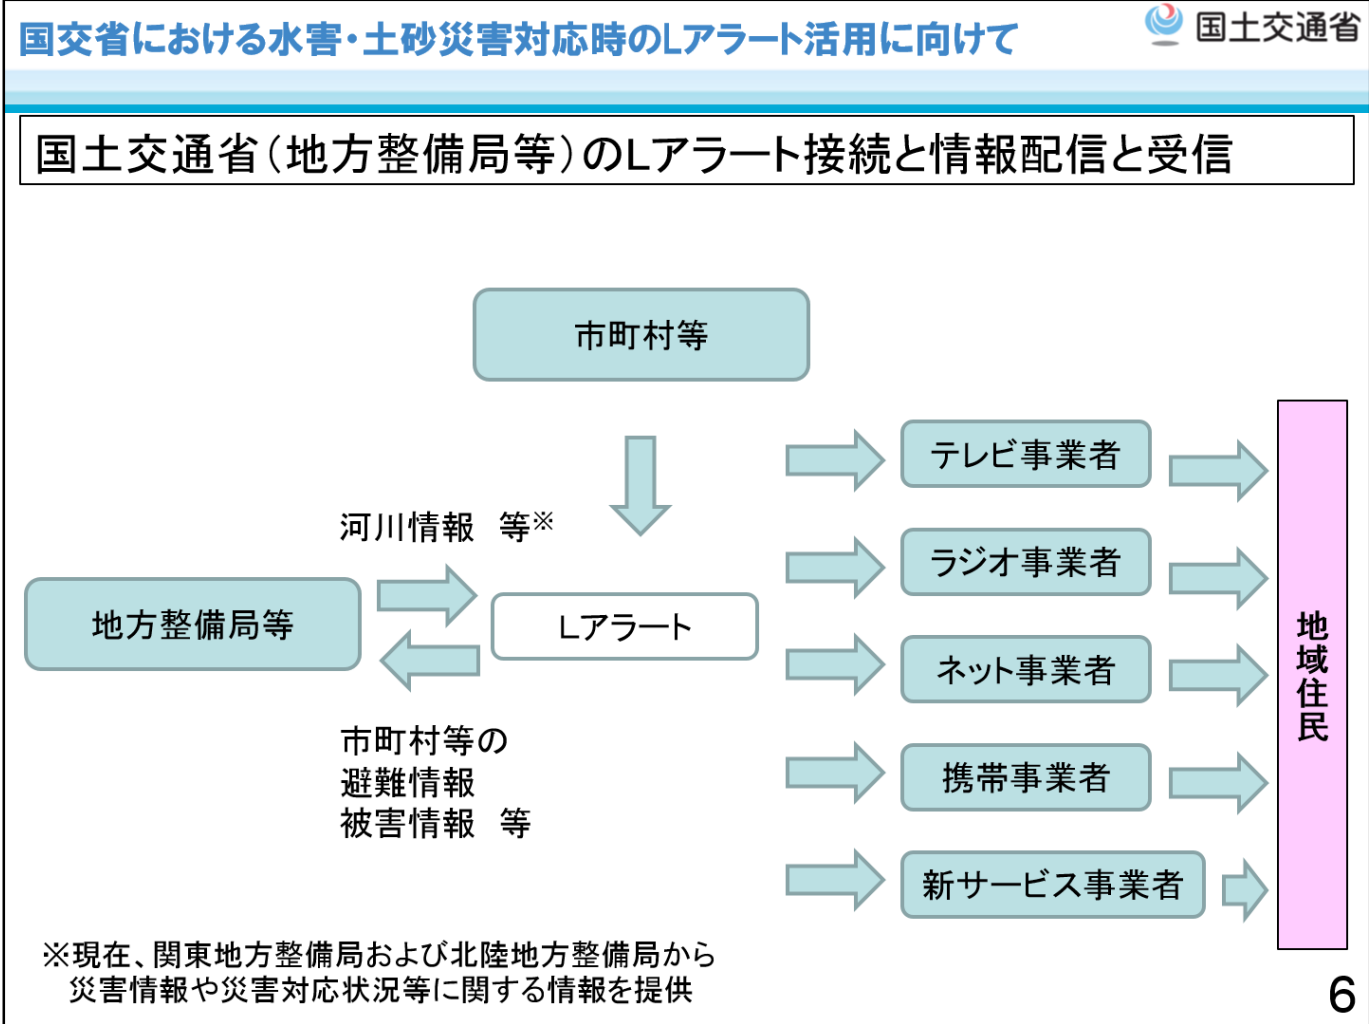 国交省における水害・土砂災害対応時のLアラート活用に向けて
国土交通省
国土交通省（地方整備局等）のLアラート接続と情報配信と受信
市町村等
河川情報　等※
地方整備局等
Lアラート
市町村等の
避難情報
被害情報　等
テレビ事業者
ラジオ事業者
ネット事業者
携帯事業者
新サービス事業者
地域住民
※現在、関東地方整備局および北陸地方整備局から
災害情報や災害対応状況等に関する情報を提供
6